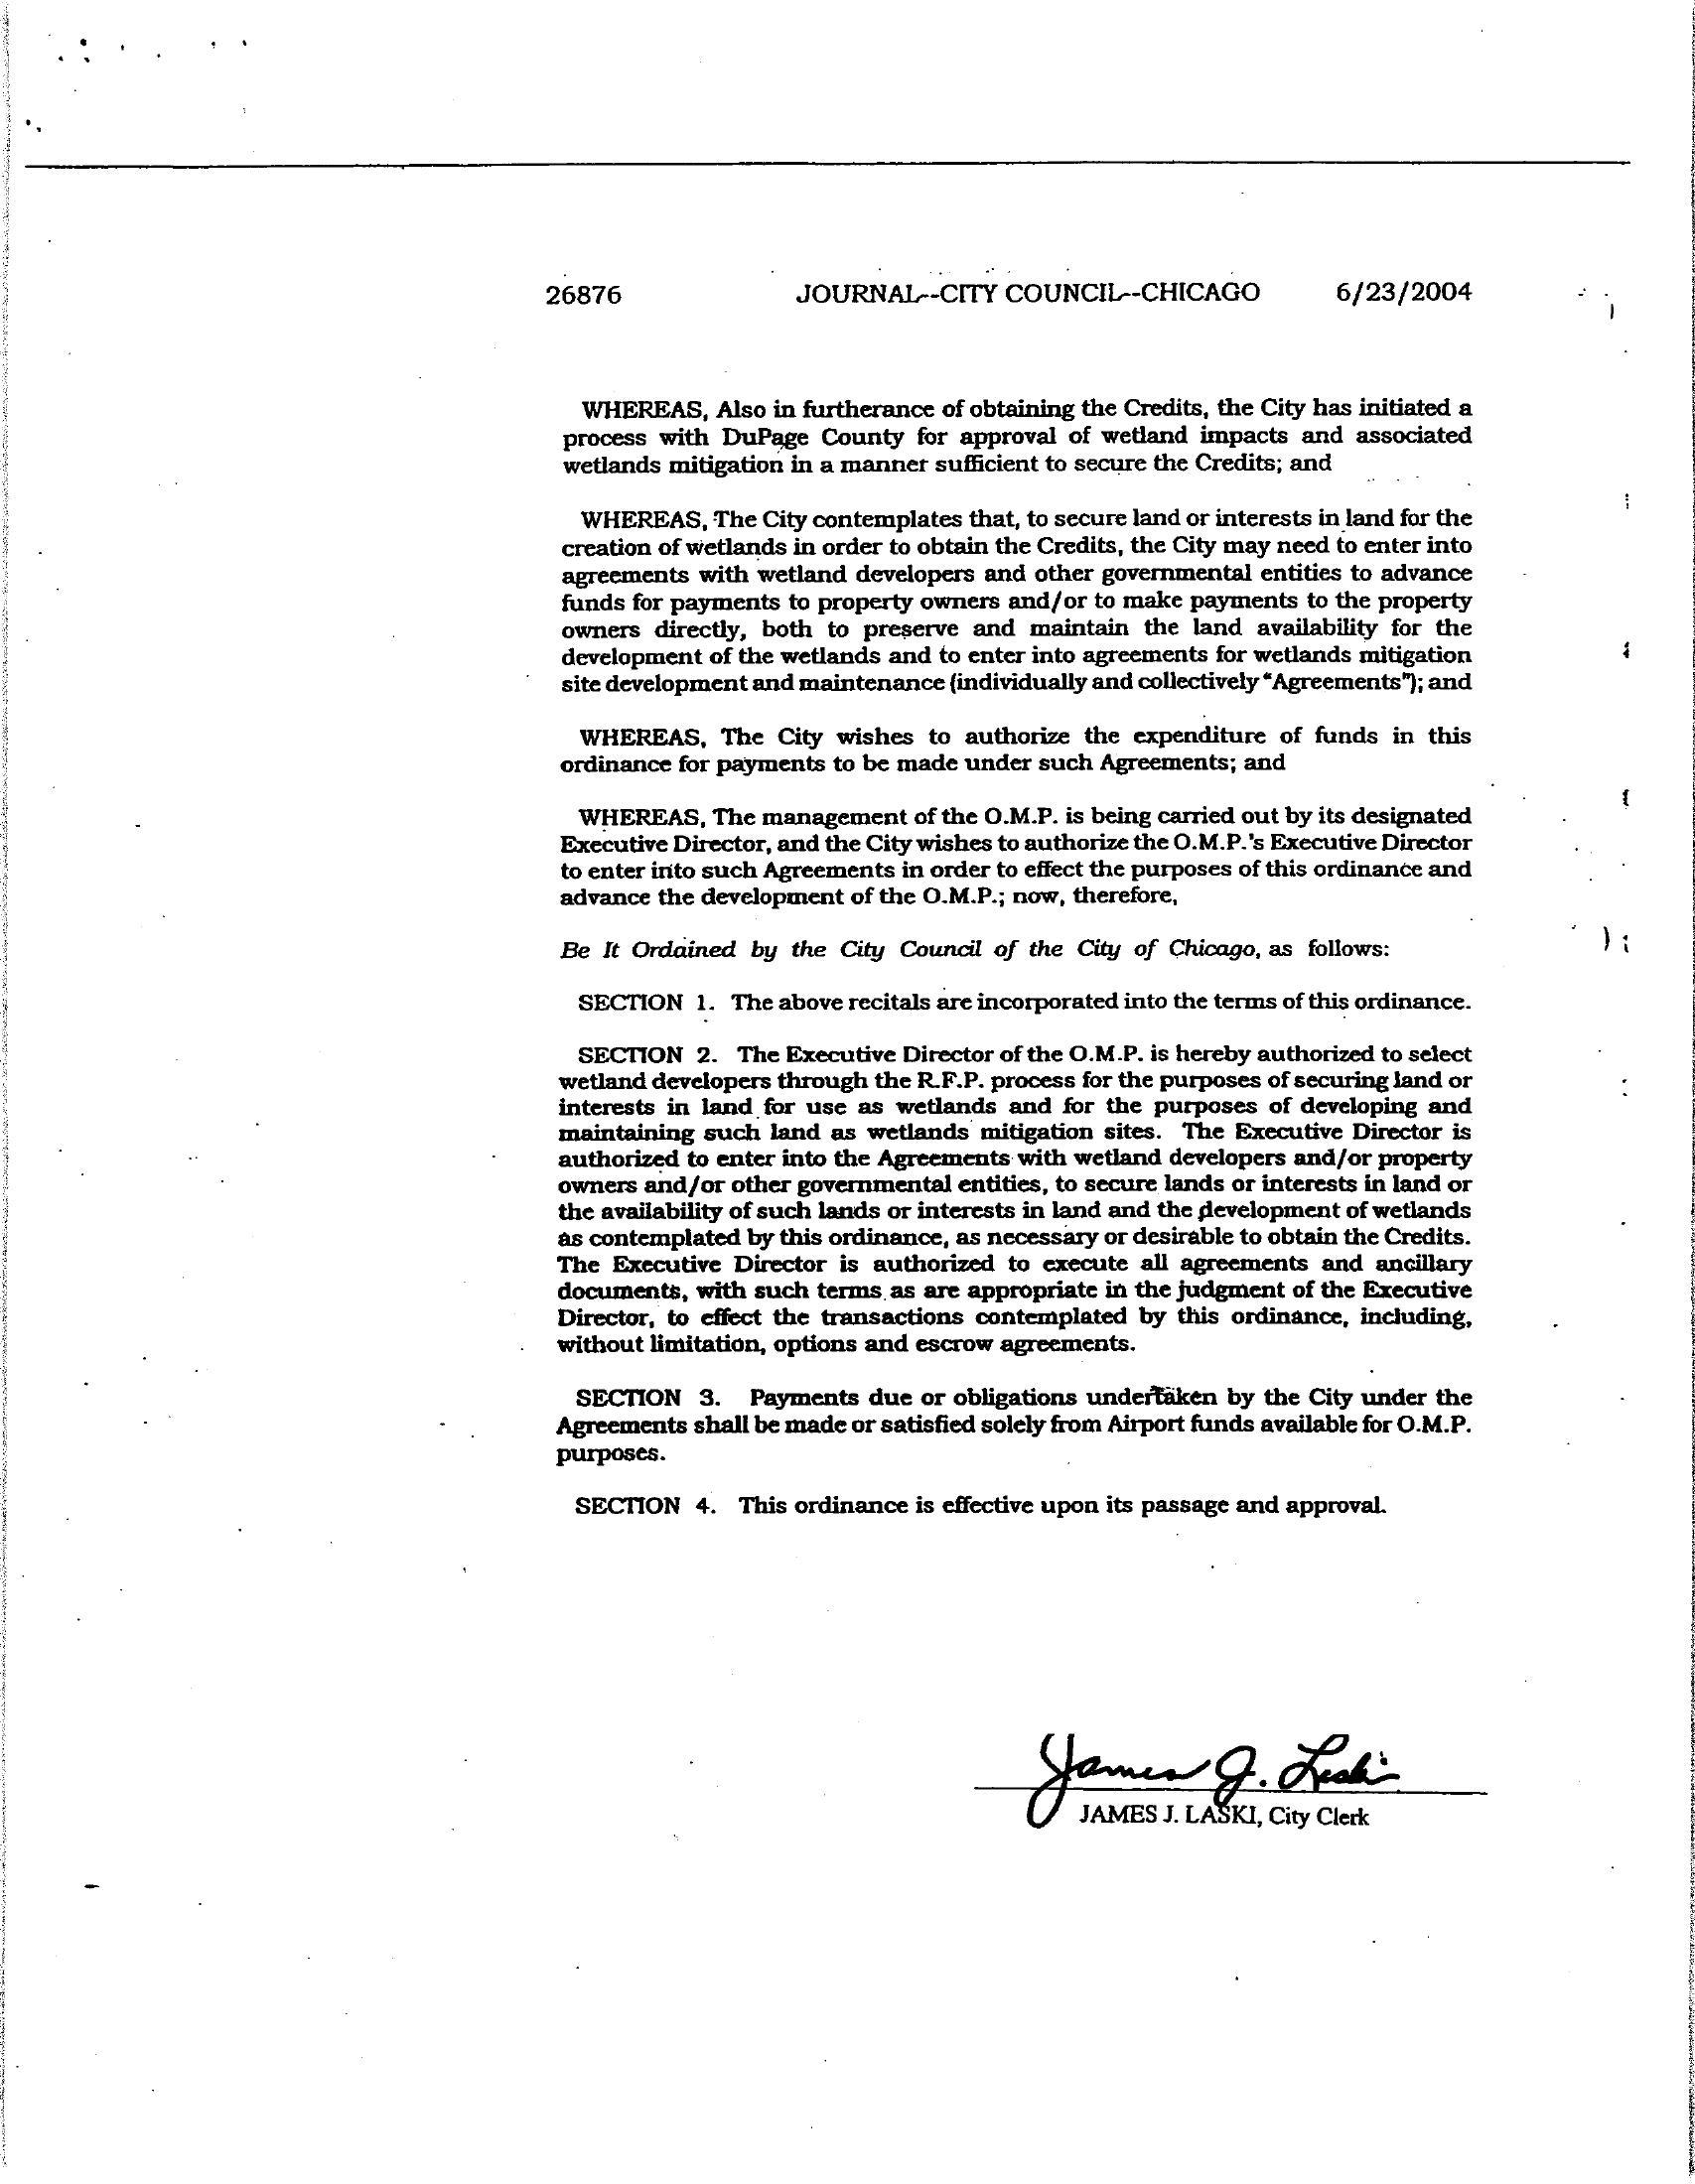 26876 JOURNAL--CITY COUNCIL--CHICAGO 6/23/2004
WHEREAS, Also in furtherance of obtaining the Credits, the City has initiated a
process with DuPage County for approval of wetland impacts and associated
wetlands mitigation in a manner sufficient to secure the Credits; and
WHEREAS, The City contemplates that, to secure land or interests in land for the
creation of wetlands in order to obtain the Credits, the City may need to enter into
agreements with wetland developers and other governmental entities to advance
funds for payments to property owners and/or to make payments to the property
owners directly, both to preserve and maintain the land availability for the
development of the wetlands and to enter into agreements for wetlands mitigation
site development and maintenance (individually and collectively "Agreements"); and
WHEREAS, The City wishes to authorize the expenditure of funds in this
ordinance for payments to be made under such Agreements; and
WHEREAS, The management of the O.M.P. is being carried out by its designated
Executive Director, and the City wishes to authorize the O.M.P.'s Executive Director
to enter into such Agreements in order to effect the purposes of this ordinance and
advance the development of the O.M.P.; now, therefore,
Be It Ordained by the City Council of the City of Chicago, as follows:
SECTION 1. The above recitals are incorporated into the terms of this ordinance.
SECTION 2. The Executive Director of the O.M.P. is hereby authorized to select
wetland developers through the R.F.P. process for the purposes of securing land or
interests in land for use as wetlands and for the purposes of developing and
maintaining such land as wetlands mitigation sites. The Executive Director is
authorized to enter into the Agreements with wetland developers and/or property
owners and/or other governmental entities, to secure lands or interests in land or
the availability of such lands or interests in land and the development of wetlands
as contemplated by this ordinance, as necessary or desirable to obtain the Credits.
The Executive Director is authorized to execute all agreements and ancillary
documents, with such terms as are appropriate in the judgment of the Executive
Director, to effect the transactions contemplated by this ordinance, including,
without limitation, options and escrow agreements.
SECTION 3. Payments due or obligations undertaken by the City under the
Agreements shall be made or satisfied solely from Airport funds available for O.M.P.
purposes.
SECTION 4. This ordinance is effective upon its passage and approval.
James J. Laski
JAMES J. LASKI, City Clerk